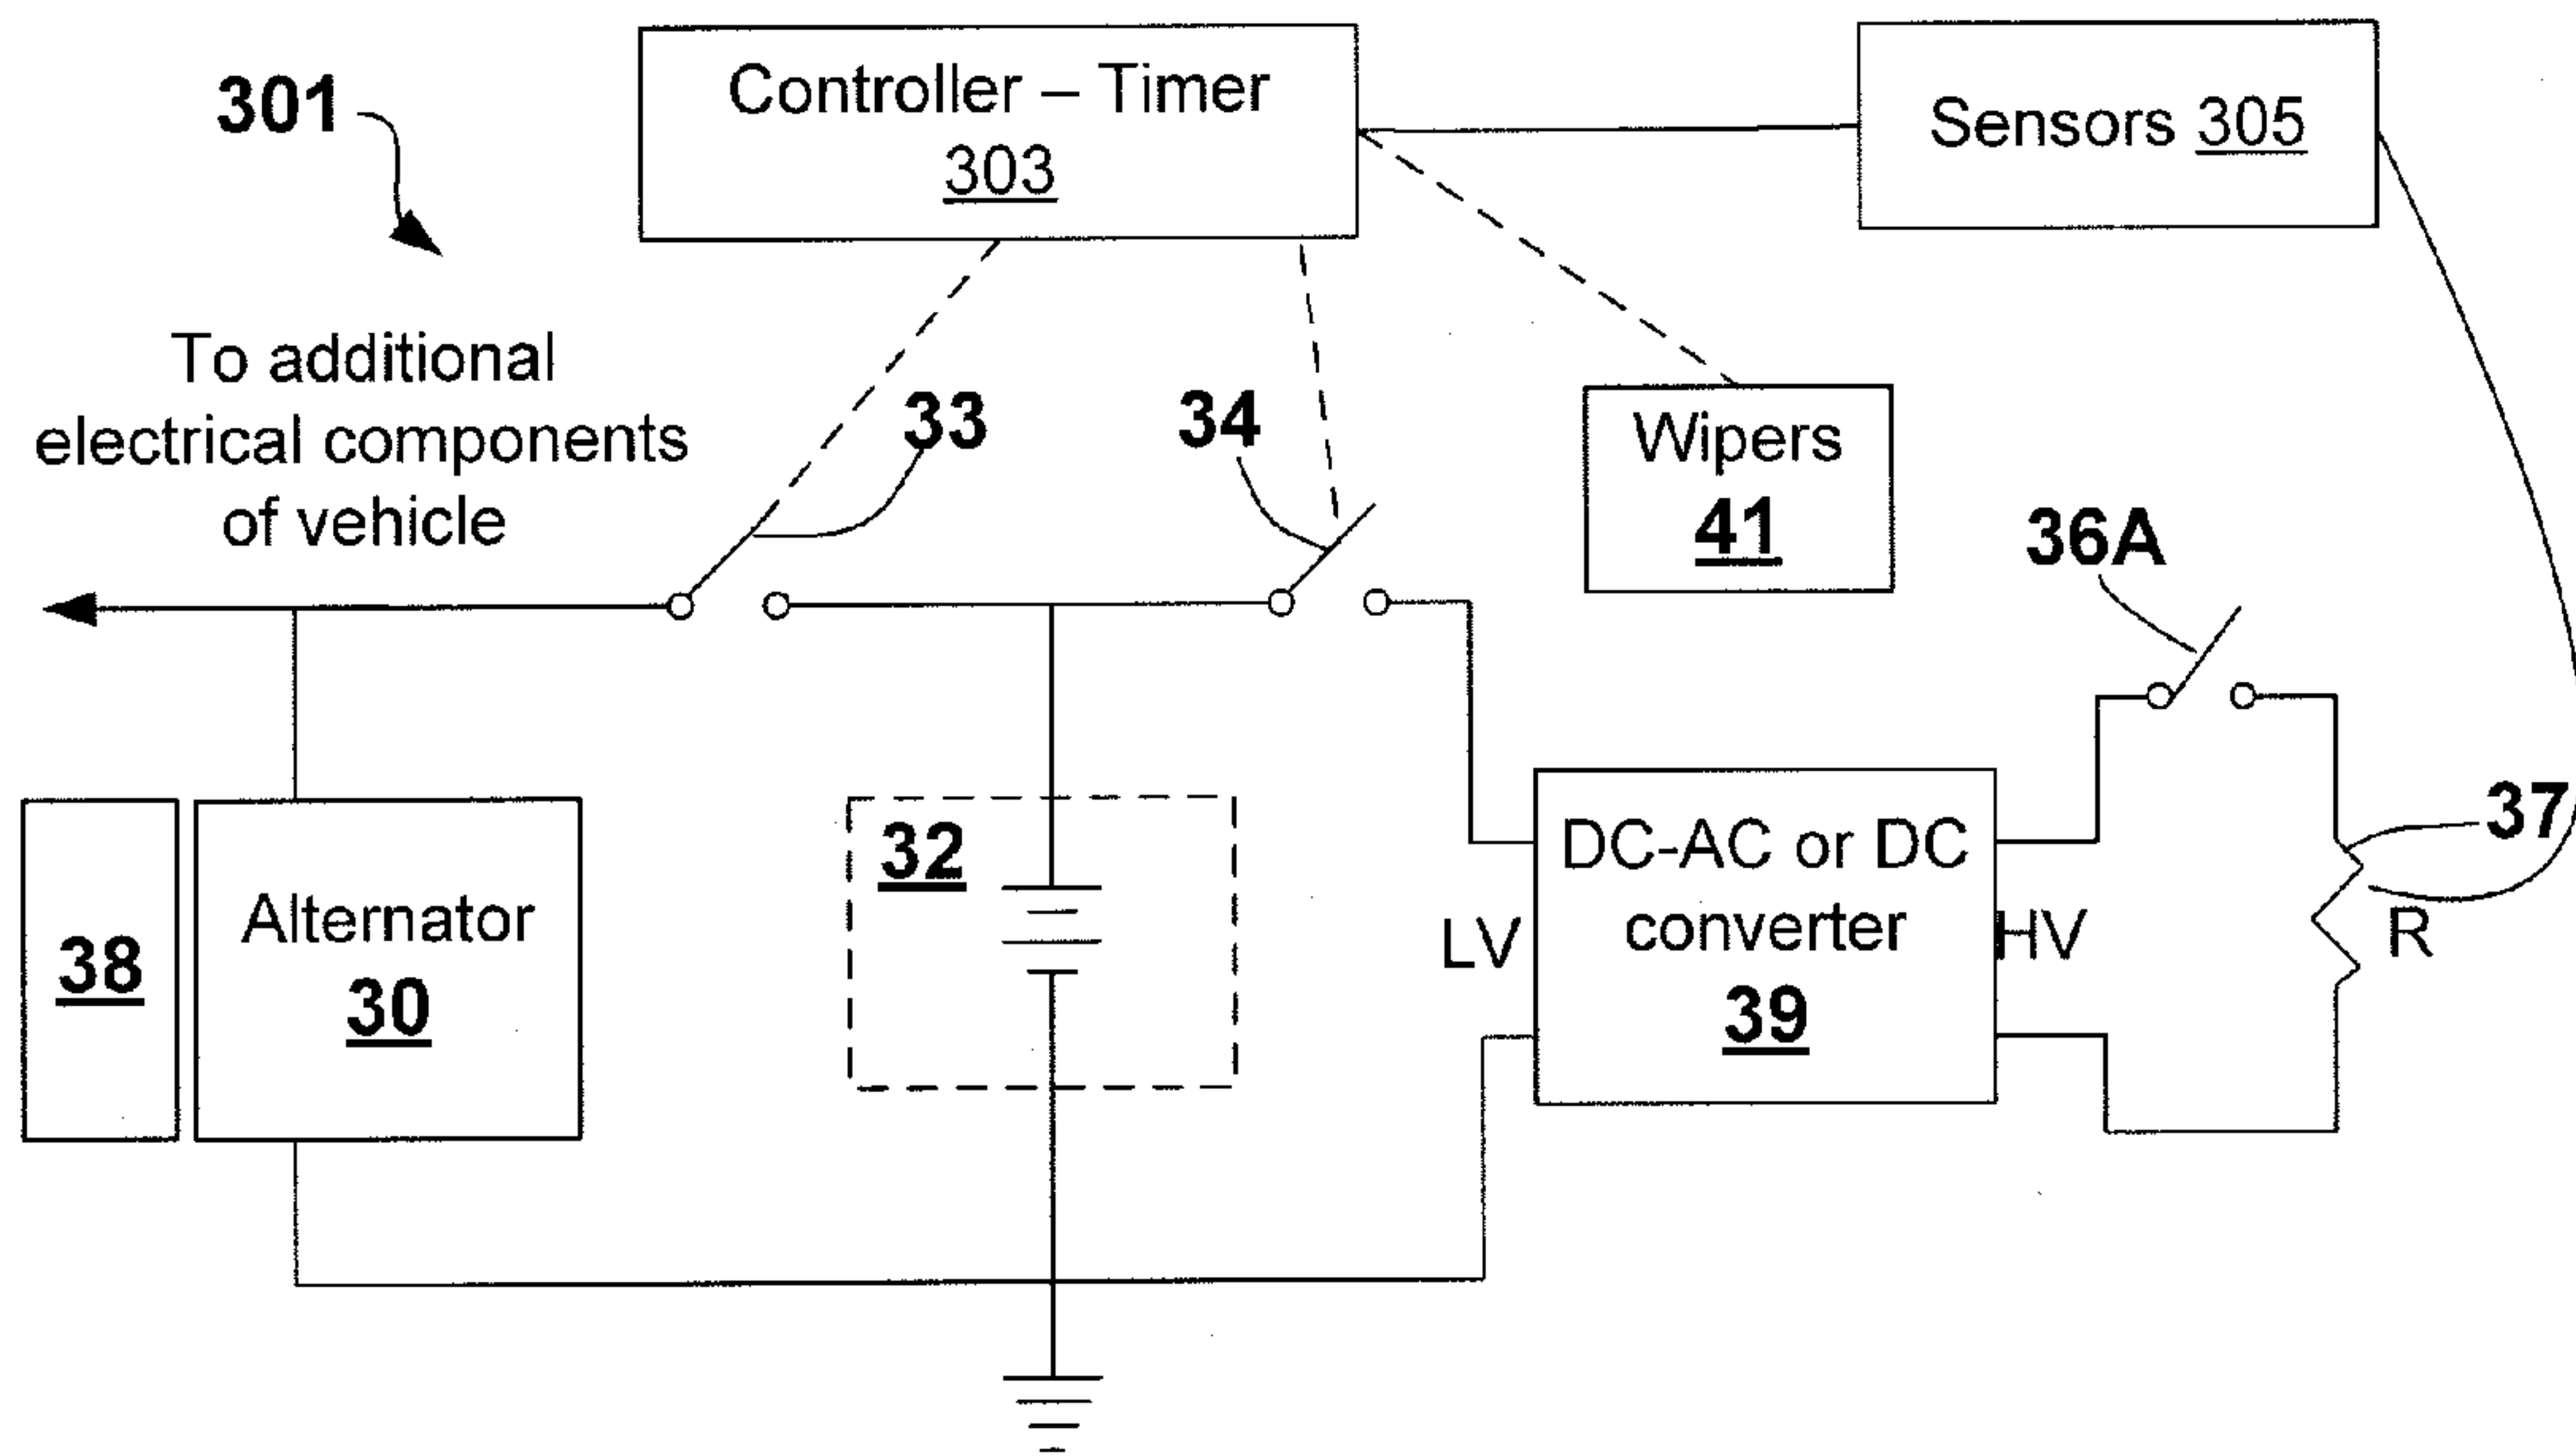 301
Controller – Timer
303
Sensors 305
To additional
electrical components
of vehicle
33
34
Wipers
41
36A
38
Alternator
30
32
LV
DC-AC or DC
converter
39
HV
37
R